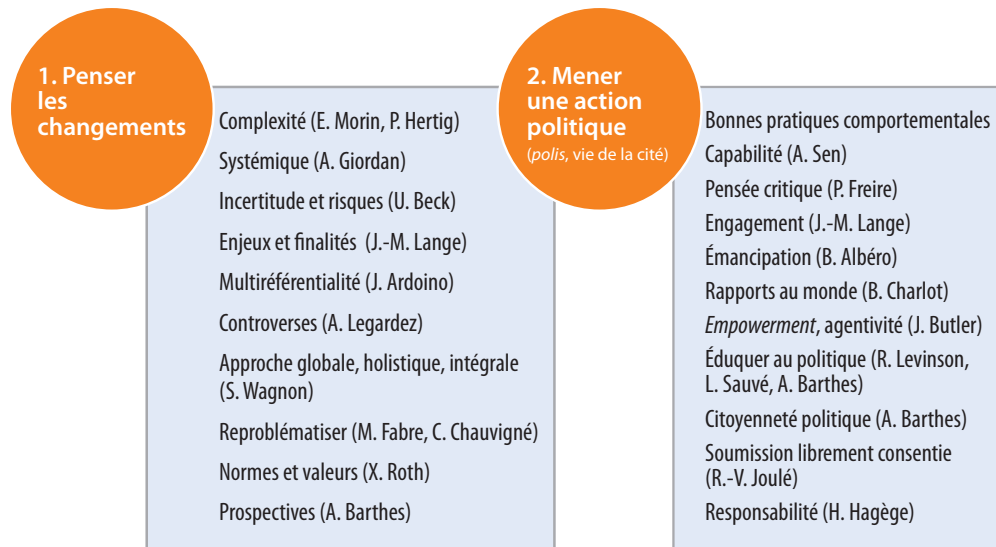 1. Penser
les
changements
Complexité (E. Morin, P. Hertig)
Systémique (A. Giordan)
Incertitude et risques (U. Beck)
Enjeux et finalités (J.-M. Lange)
Multiréférentialité (J. Ardoino)
Controverses (A. Legardez)
Approche globale, holistique, intégrale
(S. Wagnon)
Reproblématiser (M. Fabre, C. Chauvigné)
Normes et valeurs (X. Roth)
Prospectives (A. Barthes)
2. Mener
une action
politique
(polis, vie de la cité)
Bonnes pratiques comportementales
Capabilité (A. Sen)
Pensée critique (P. Freire)
Engagement (J.-M. Lange)
Émancipation (B. Albéro)
Rapports au monde (B. Charlot)
Empowerment, agentivité (J. Butler)
Éduquer au politique (R. Levinson,
L. Sauvé, A. Barthes)
Citoyenneté politique (A. Barthes)
Soumission librement consentie
(R.-V. Joulé)
Responsabilité (H. Hagège)